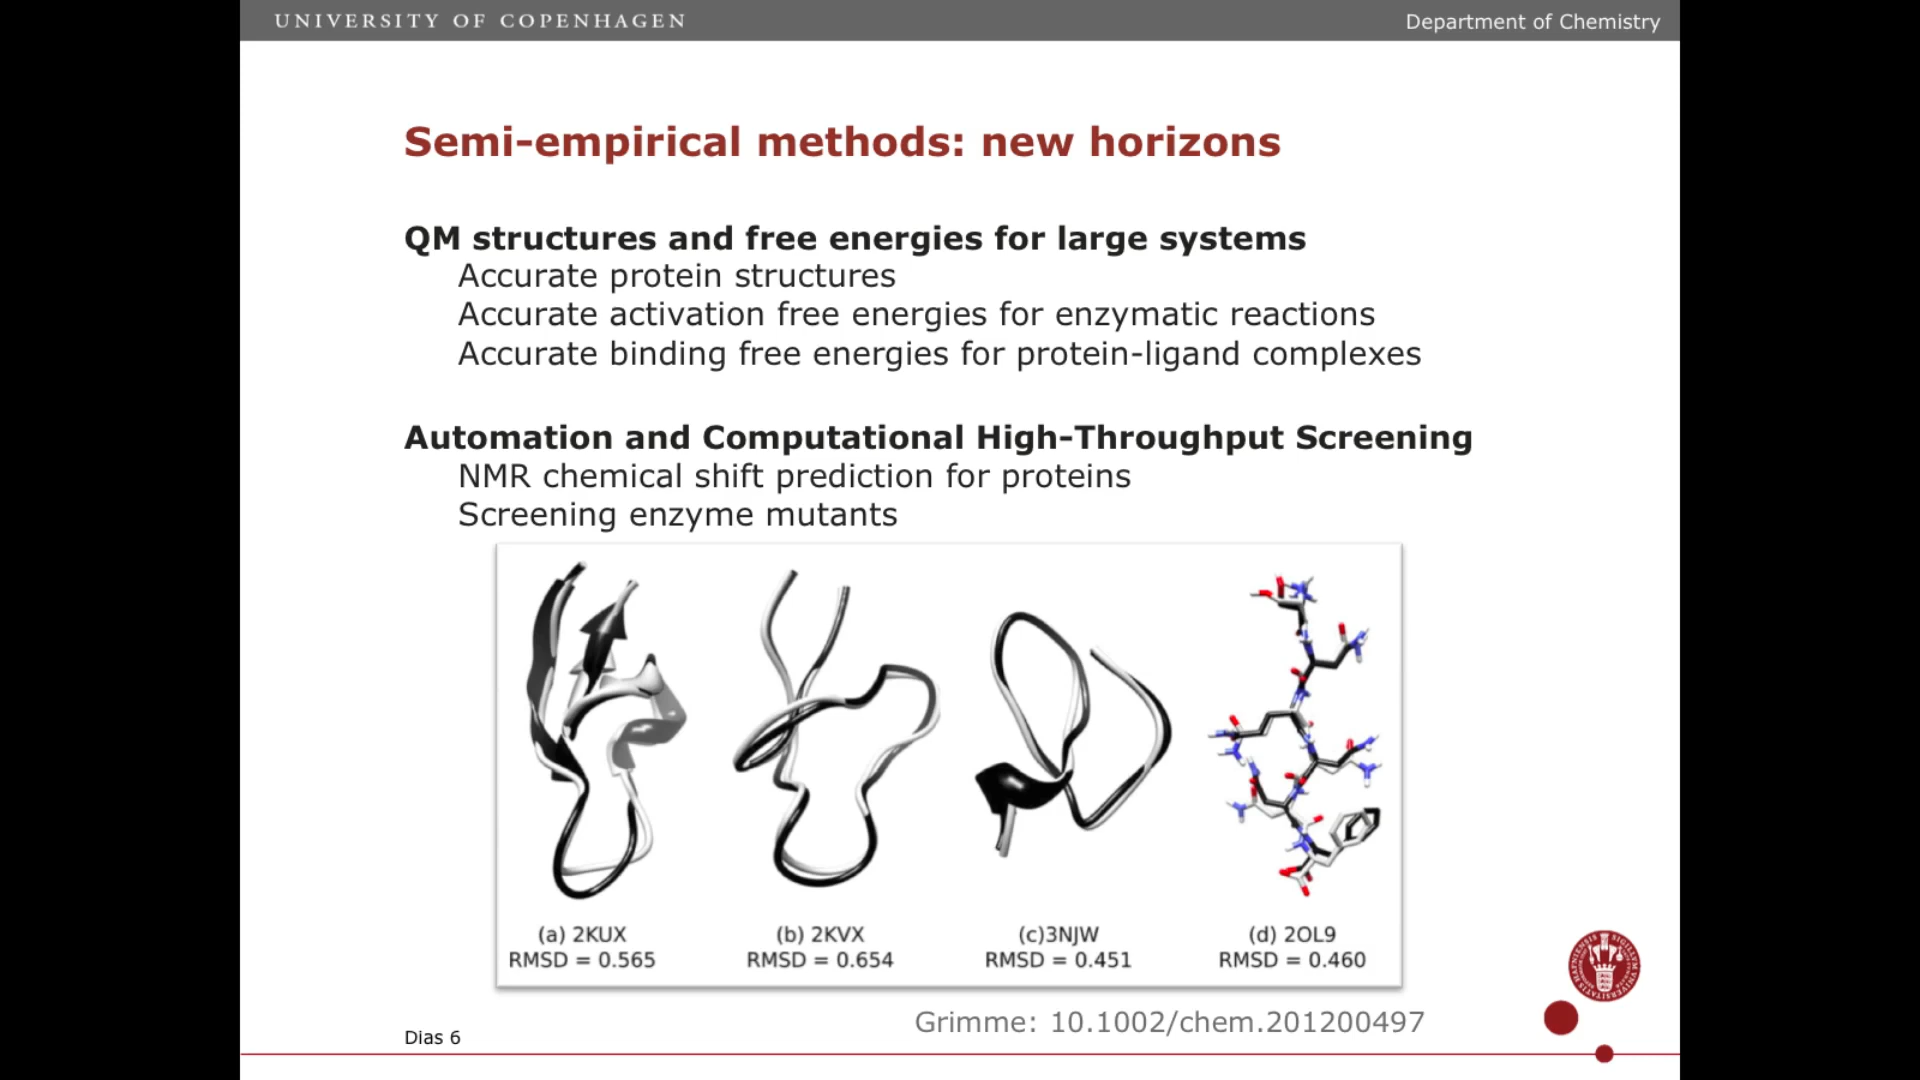 UNIVERSITY OF COPENHAGEN
Department of Chemistry
Semi-empirical methods: new horizons
QM structures and free energies for large systems
Accurate protein structures
Accurate activation free energies for enzymatic reactions
Accurate binding free energies for protein-ligand complexes
Automation and Computational High-Throughput Screening
NMR chemical shift prediction for proteins
Screening enzyme mutants
(a) 2KUX
RMSD = 0.565
(b) 2KVX
RMSD = 0.654
(c)3NJW
RMSD = 0.451
(d) 2OL9
RMSD = 0.460
Grimme: 10.1002/chem.201200497
Dias 6